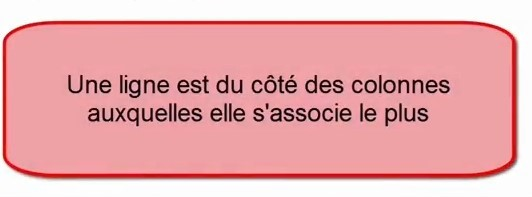 Une ligne est du côté des colonnes
auxquelles elle s'associe le plus